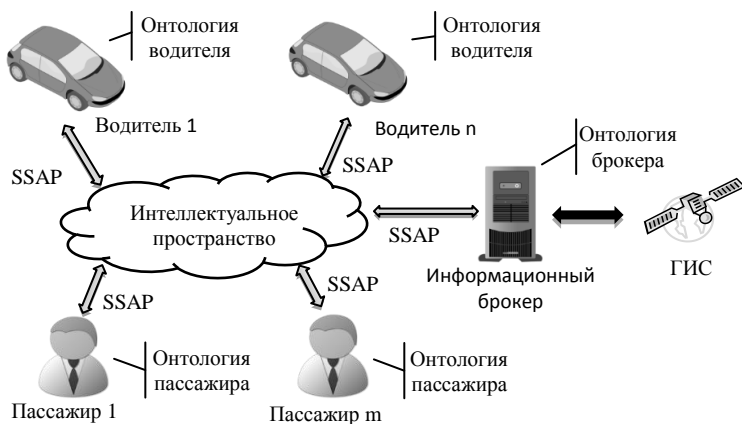 Онтология
водителя
Онтология
водителя
Водитель 1
Водитель n
Онтология
брокера
SSAP
SSAP
Интеллектуальное
пространство
SSAP
Информационный
брокер
ГИС
SSAP
SSAP
Онтология
пассажира
Онтология
пассажира
Пассажир 1
Пассажир m